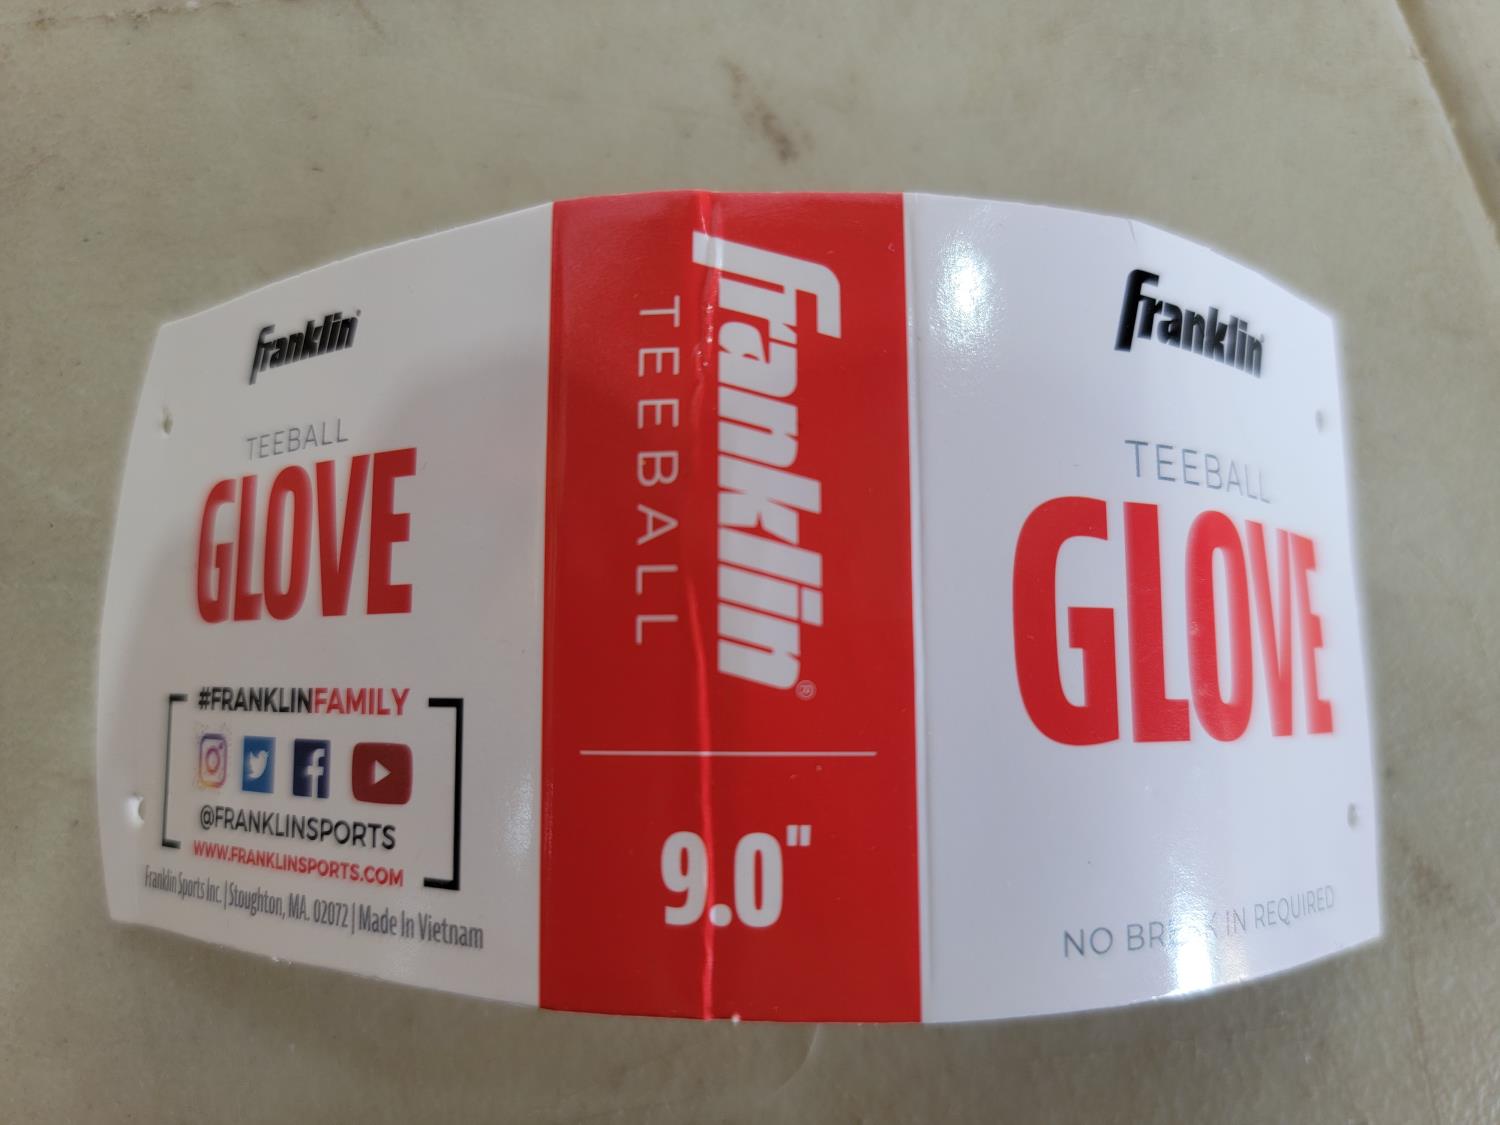 Franklin®
TEEBALL
GLOVE
#FRANKLINFAMILY
@FRANKLINSPORTS
WWW.FRANKLINSPORTS.COM
Franklin Sports Inc. | Stoughton, MA. 02072 | Made In Vietnam
Franklin®
TEEBALL
9.0"
Franklin®
TEEBALL
GLOVE
NO BREAK IN REQUIRED